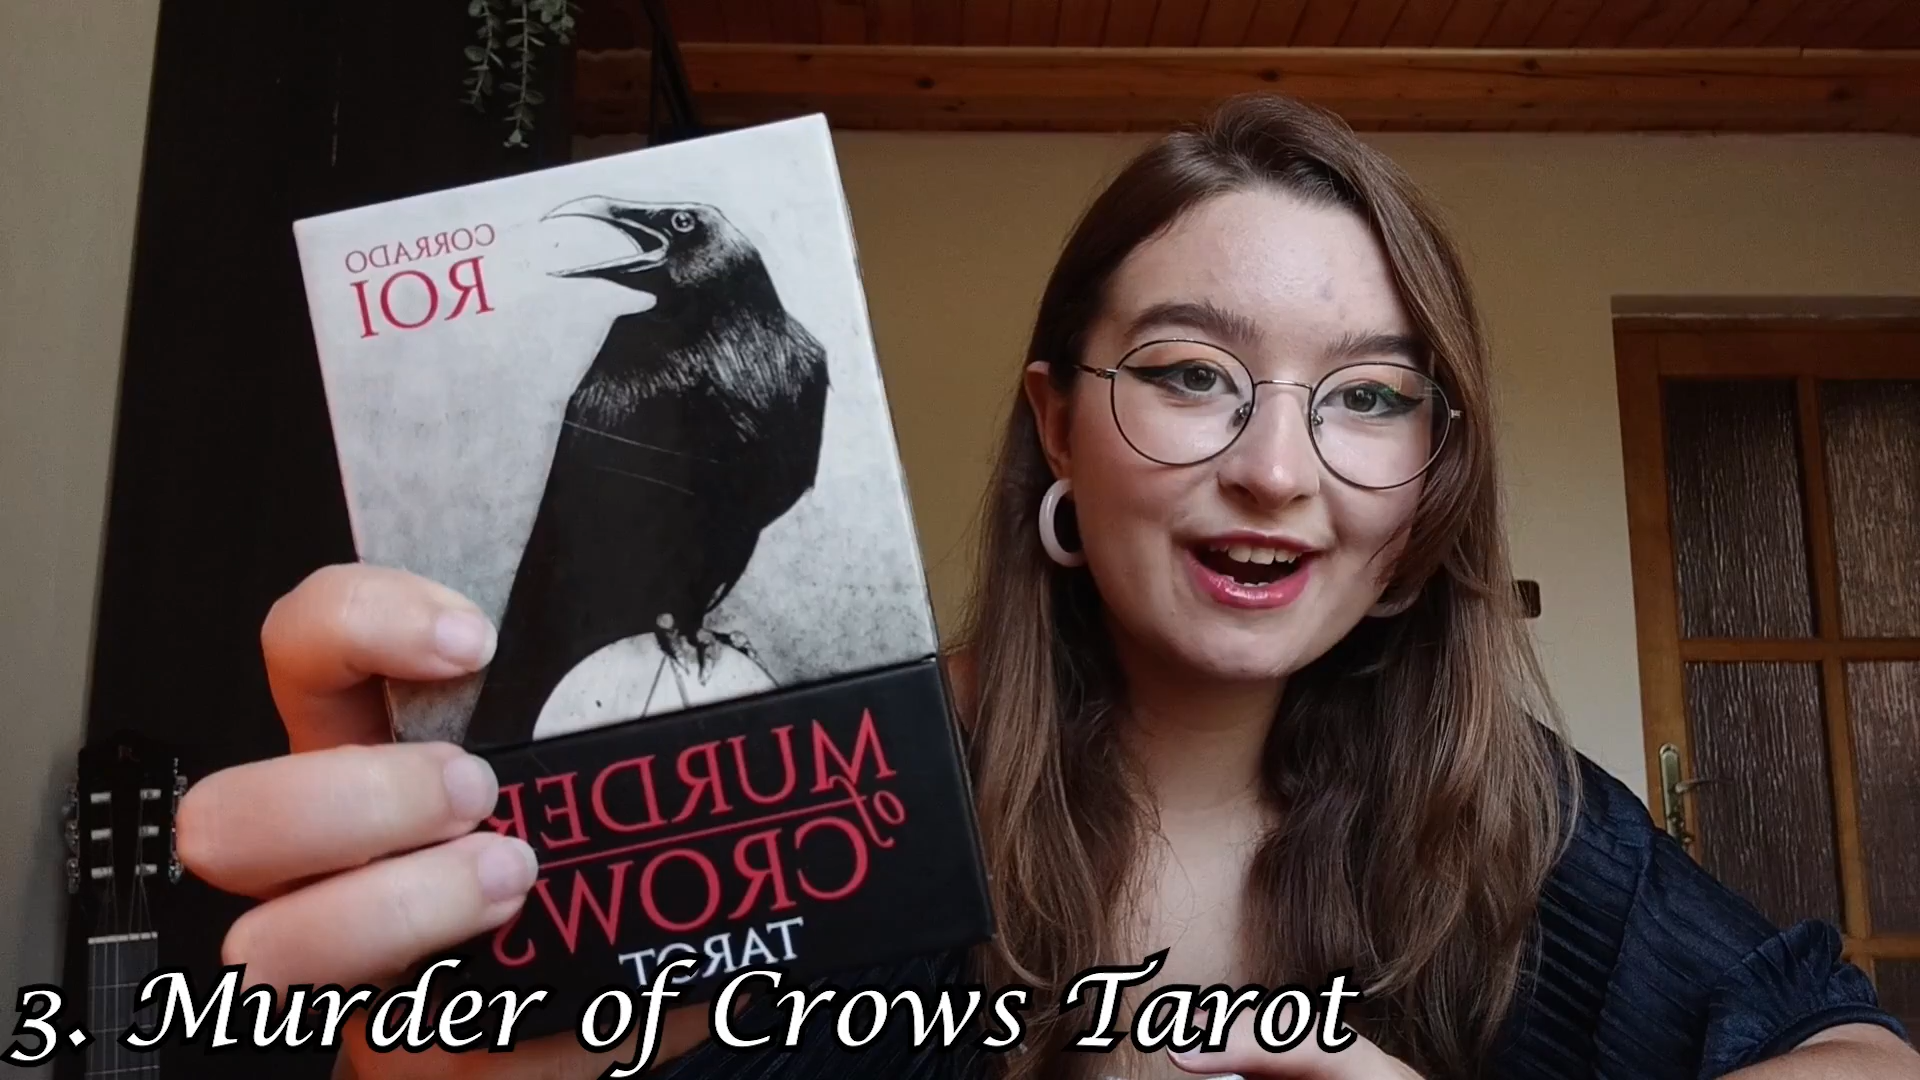 CORRADO
ROI
MURDER
of
CROWS
TAROT
3. Murder of Crows Tarot